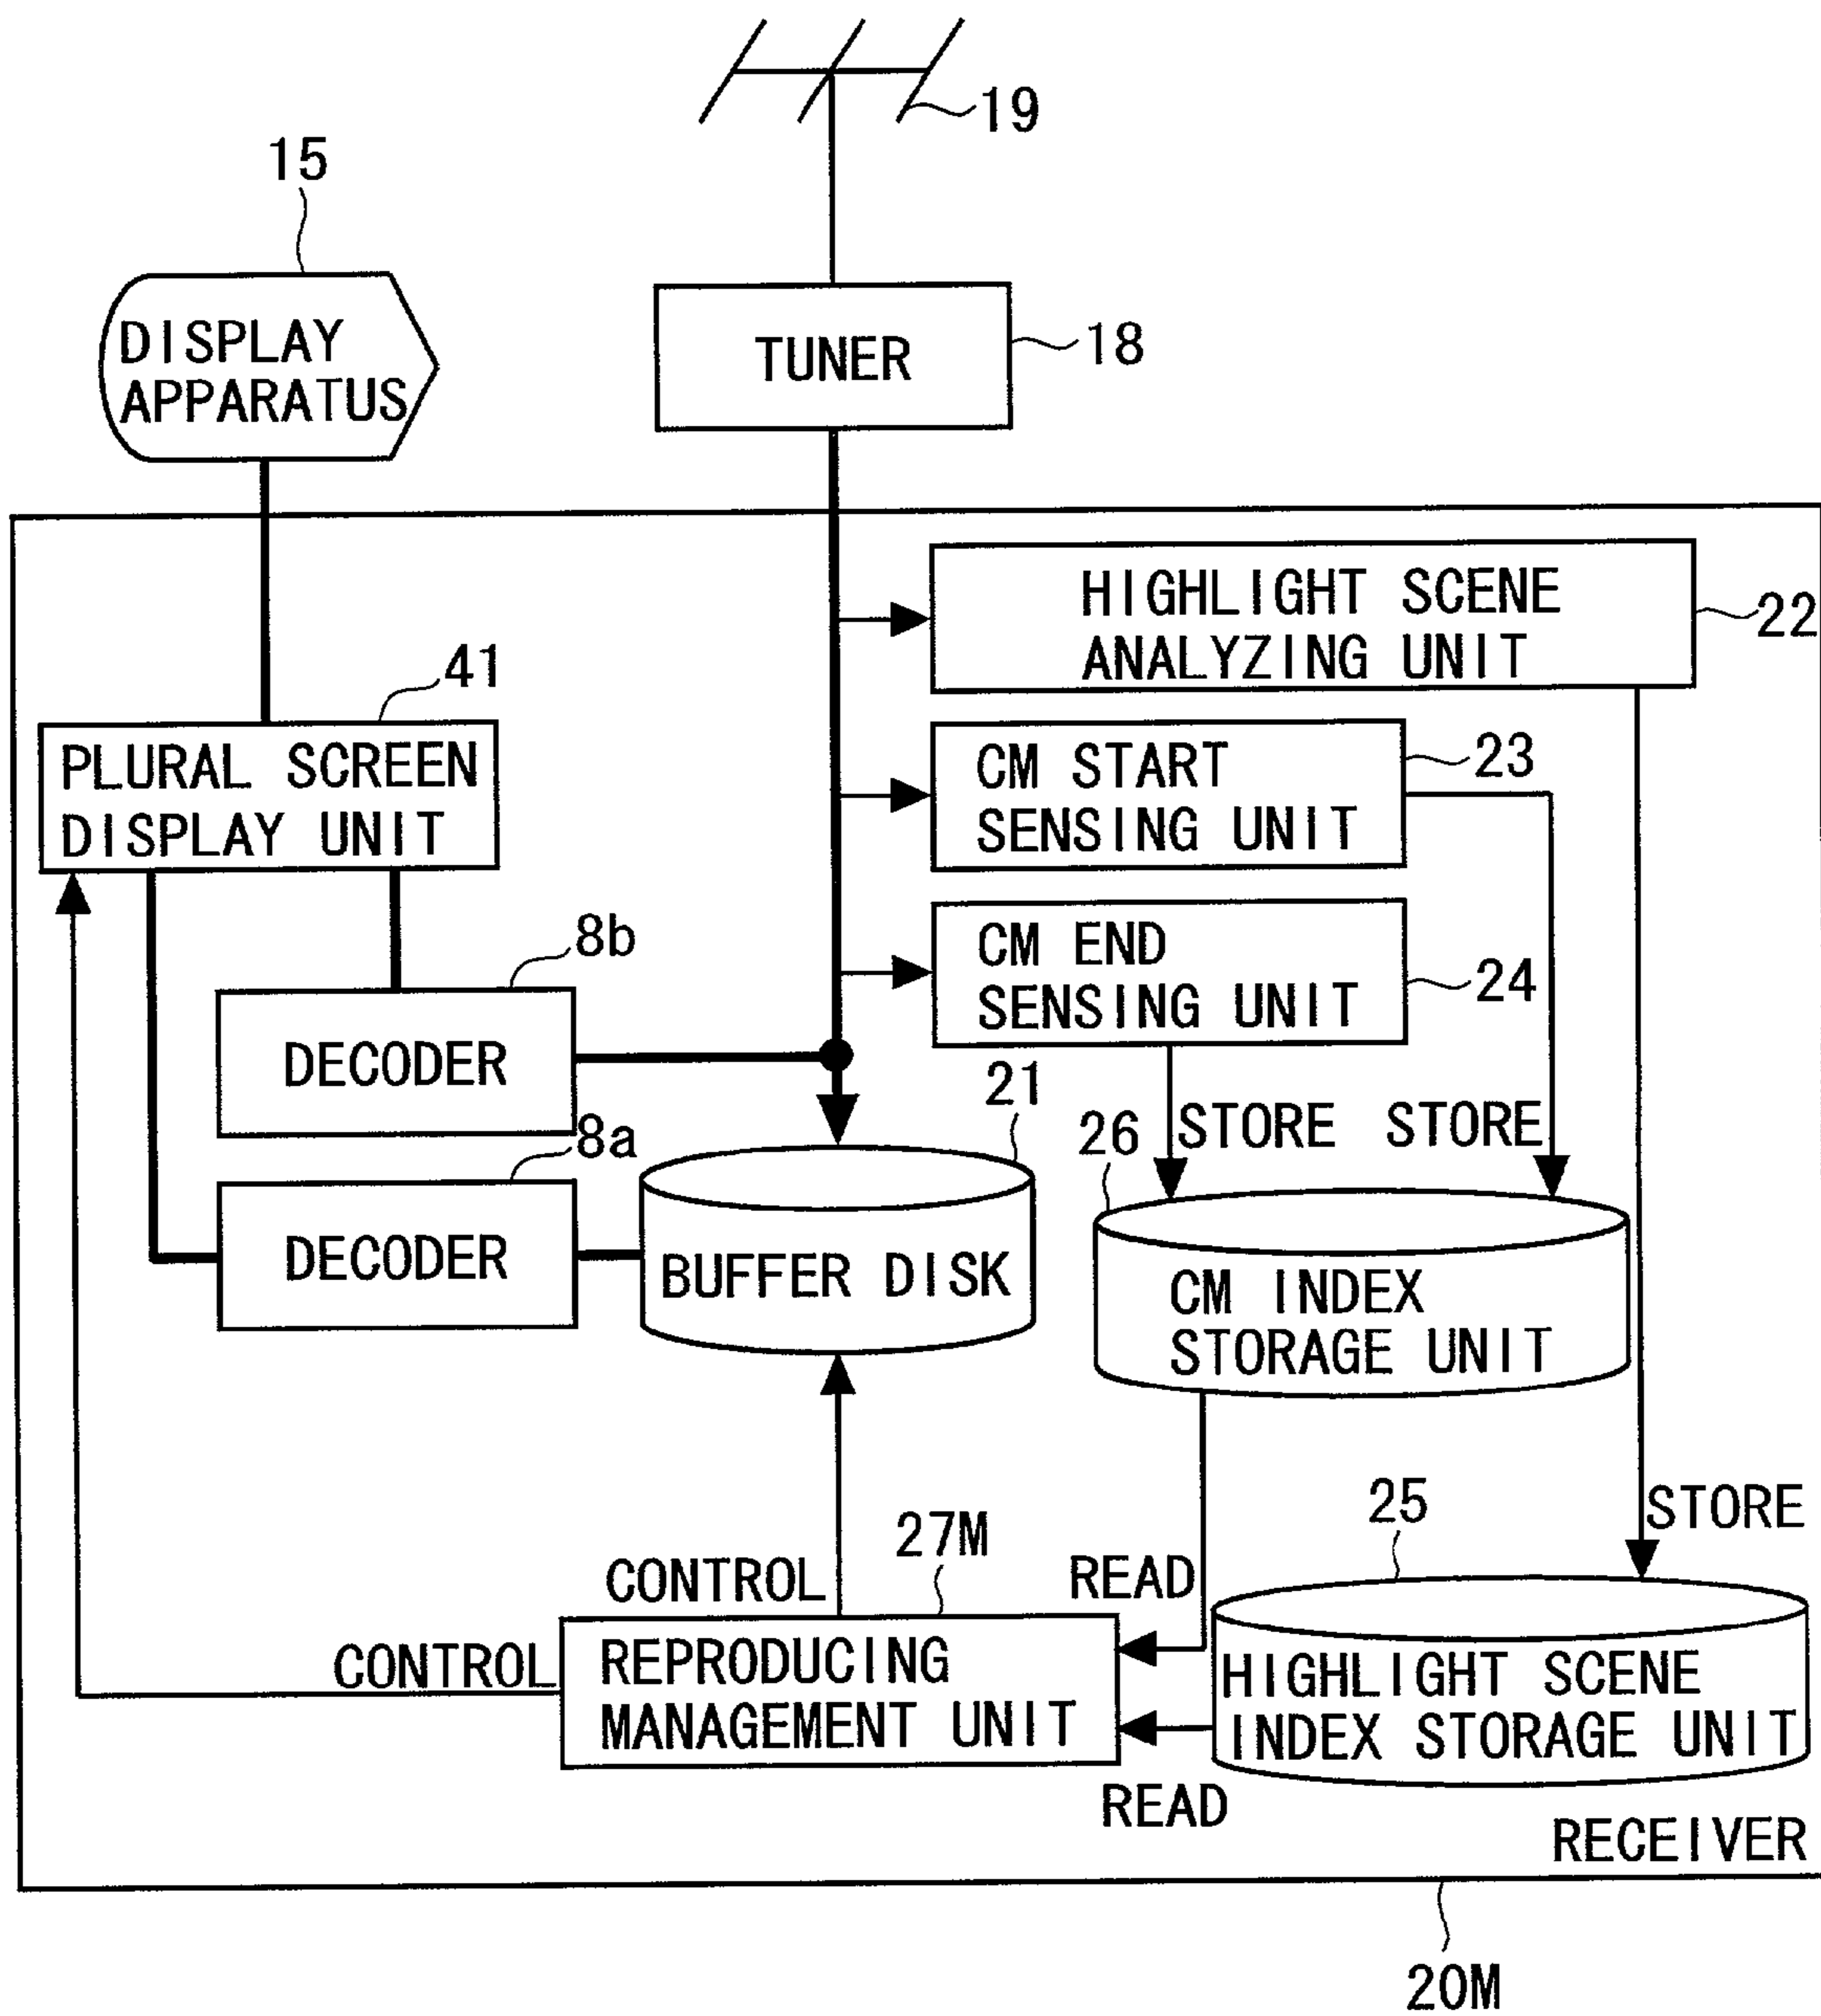 19
15
DISPLAY
APPARATUS
TUNER
18
HIGHLIGHT SCENE
ANALYZING UNIT
22
41
PLURAL SCREEN
DISPLAY UNIT
CM START
SENSING UNIT
23
8b
CM END
SENSING UNIT
24
DECODER
21
STORE
STORE
26
8a
DECODER
BUFFER DISK
CM INDEX
STORAGE UNIT
25
STORE
27M
CONTROL
READ
CONTROL
REPRODUCING
MANAGEMENT UNIT
HIGHLIGHT SCENE
INDEX STORAGE UNIT
READ
RECEIVER
20M